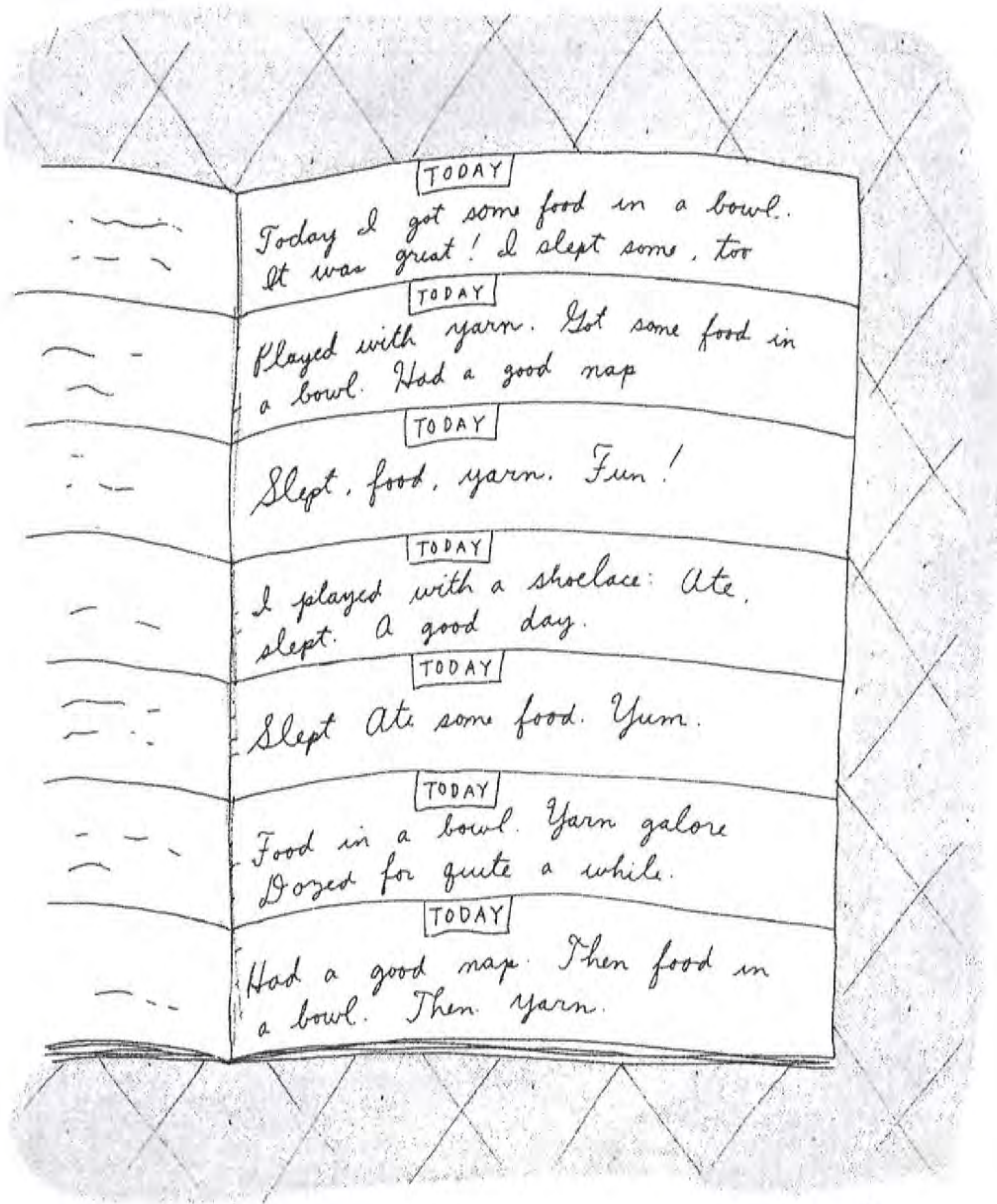 TODAY
Today I got some food in a bowl.
It was great! I slept some, too
TODAY
Played with yarn. Got some food in
a bowl. Had a good nap
TODAY
Slept, food, yarn. Fun!
TODAY
I played with a shoelace. Ate,
slept. A good day.
TODAY
Slept Ate some food. Yum.
TODAY
Food in a bowl. Yarn galore
Dozed for quite a while.
TODAY
Had a good nap. Then food in
a bowl. Then yarn.